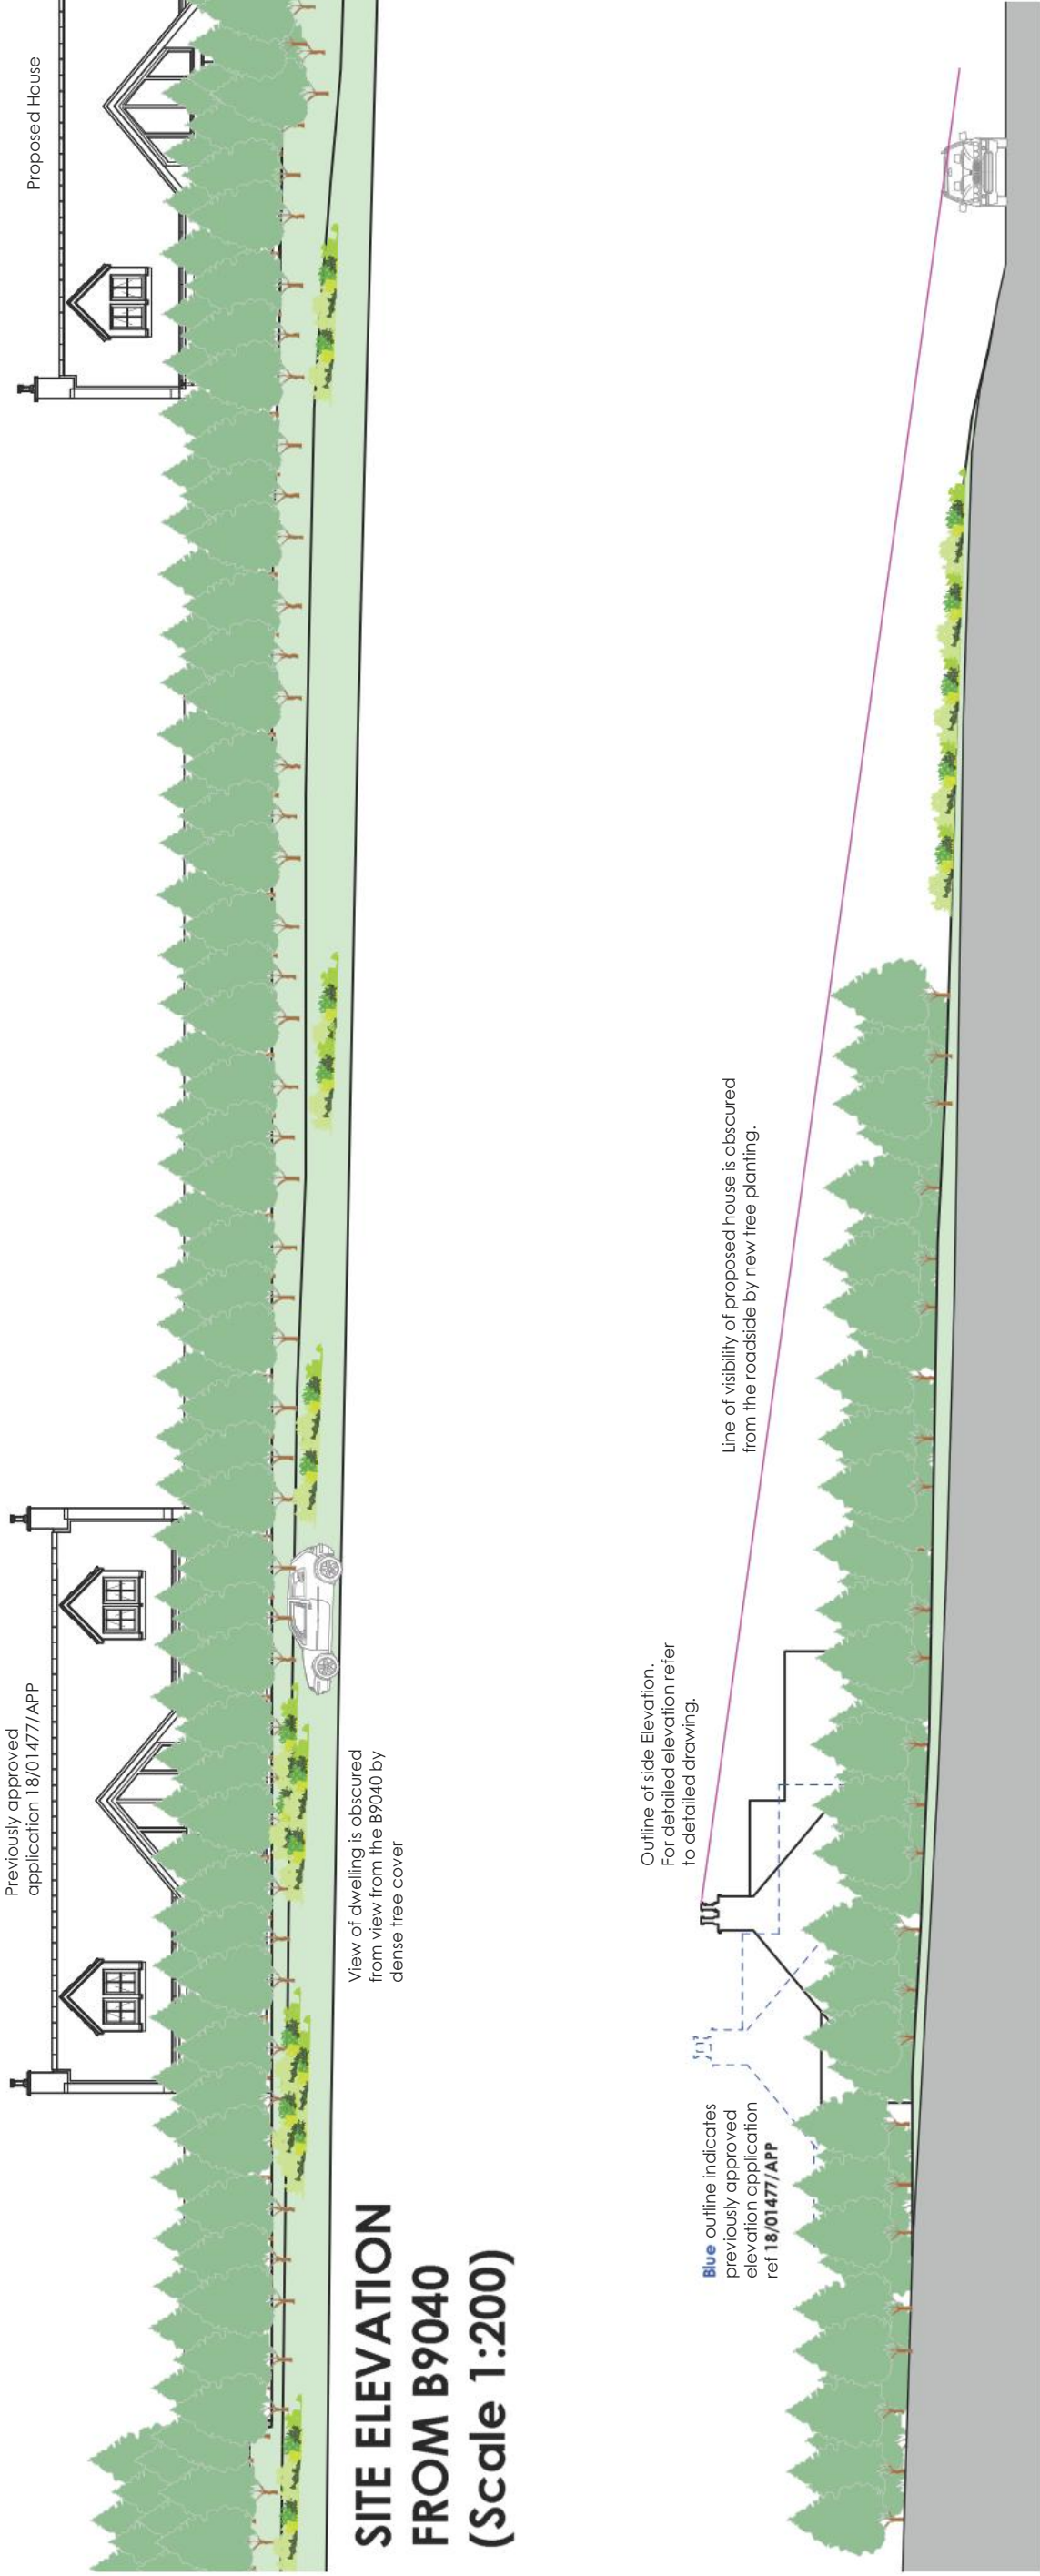 Previously approved
application 18/01477/APP
Proposed House
View of dwelling is obscured
from view from the B9040 by
dense tree cover
SITE ELEVATION
FROM B9040
(Scale 1:200)
Outline of side Elevation.
For detailed elevation refer
to detailed drawing.
Line of visibility of proposed house is obscured
from the roadside by new tree planting.
Blue outline indicates
previously approved
elevation application
ref 18/01477/APP